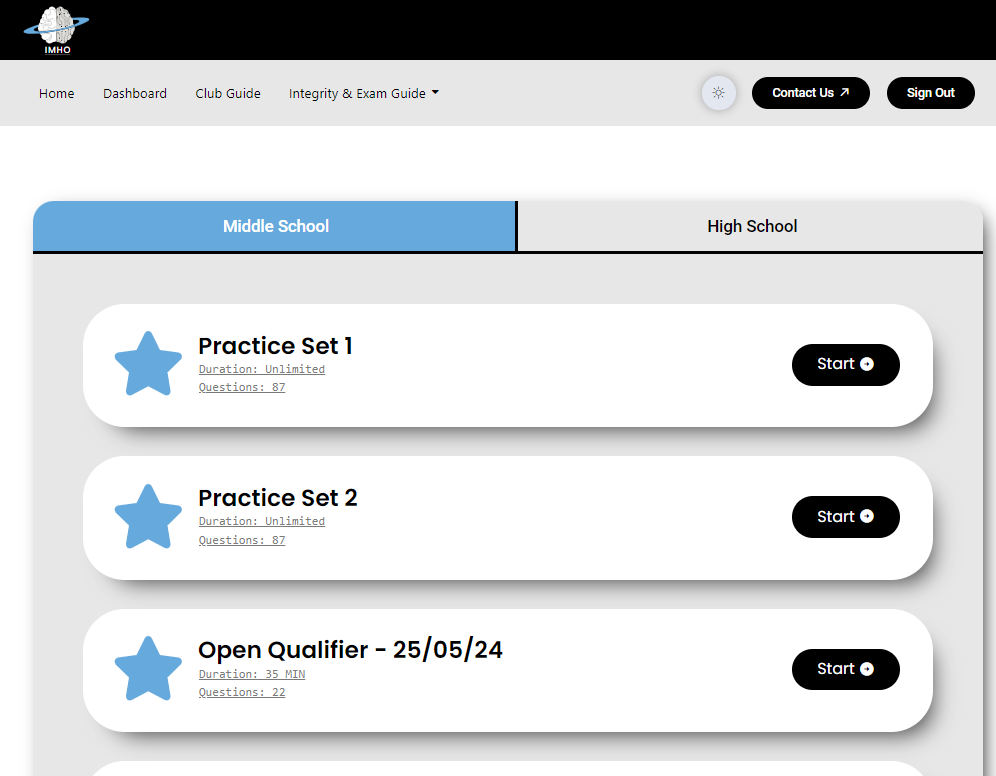 IMHO
Home Dashboard Club Guide Integrity & Exam Guide Contact Us Sign Out
Middle School High School
Practice Set 1
Duration: Unlimited
Questions: 87
Start
Practice Set 2
Duration: Unlimited
Questions: 87
Start
Open Qualifier - 25/05/24
Duration: 35 MIN
Questions: 22
Start